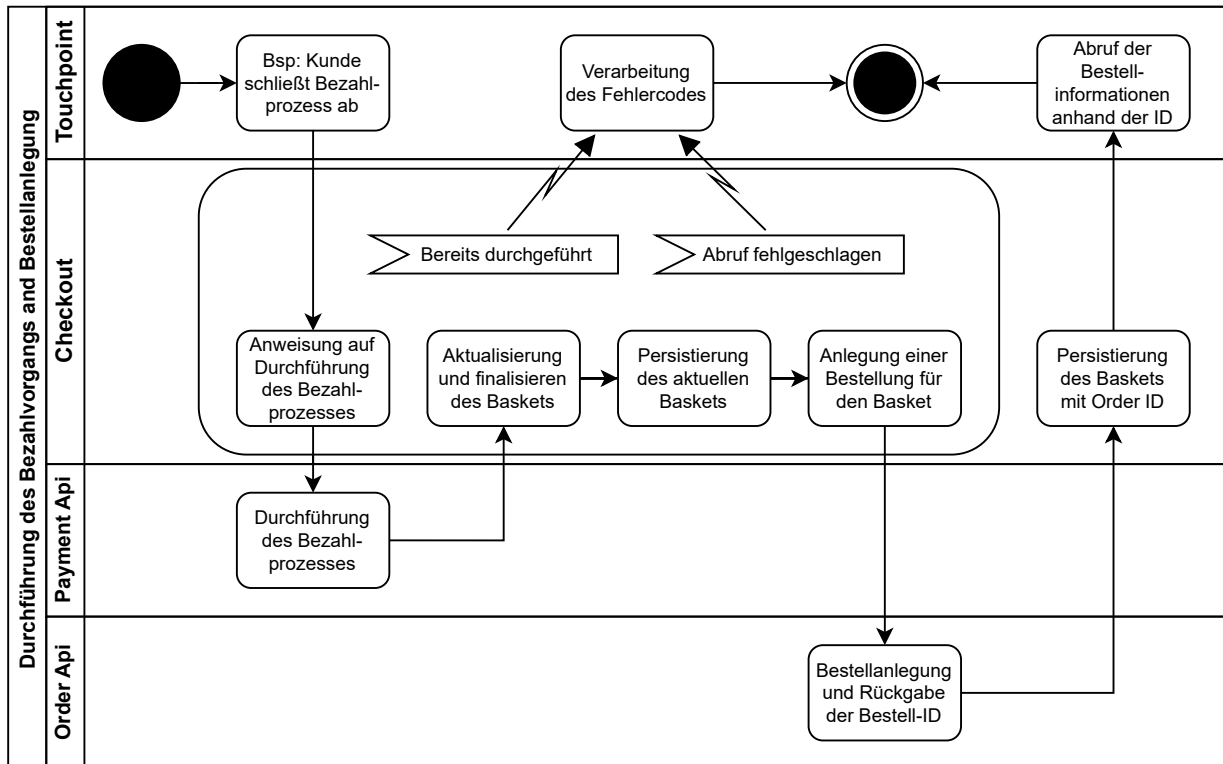 Durchführung des Bezahlvorgangs and Bestellanlegung
Touchpoint
Bsp: Kunde
schließt Bezahl-
prozess ab
Verarbeitung
des Fehlercodes
Abruf der
Bestell-
informationen
anhand der ID
Checkout
Bereits durchgeführt
Abruf fehlgeschlagen
Anweisung auf
Durchführung
des Bezahl-
prozesses
Aktualisierung
und finalisieren
des Baskets
Persistierung
des aktuellen
Baskets
Anlegung einer
Bestellung für
den Basket
Persistierung
des Baskets
mit Order ID
Payment Api
Durchführung
des Bezahl-
prozesses
Order Api
Bestellanlegung
und Rückgabe
der Bestell-ID